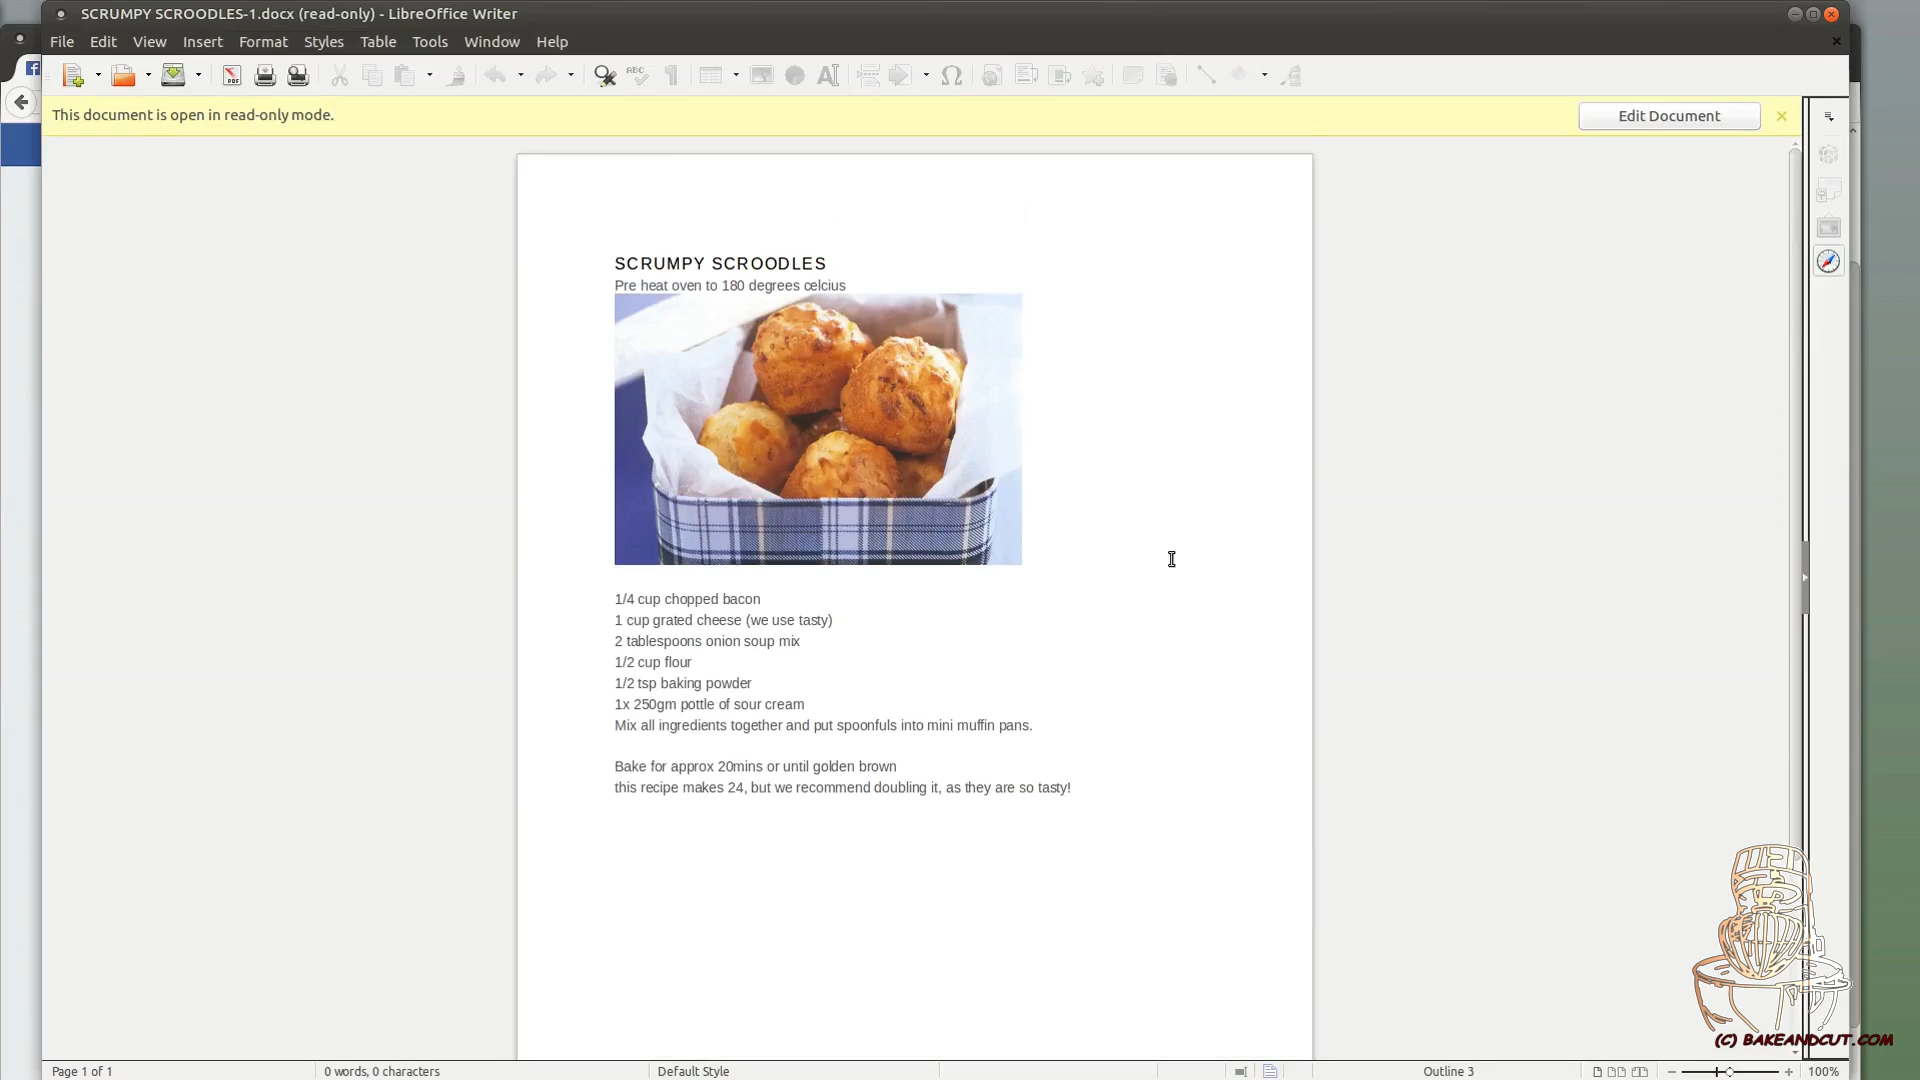 SCRUMPY SCROODLES-1.docx (read-only) - LibreOffice Writer
File Edit View Insert Format Styles Table Tools Window Help
This document is open in read-only mode.
Edit Document
SCRUMPY SCROODLES
Pre heat oven to 180 degrees celcius
1/4 cup chopped bacon
1 cup grated cheese (we use tasty)
2 tablespoons onion soup mix
1/2 cup flour
1/2 tsp baking powder
1x 250gm pottle of sour cream
Mix all ingredients together and put spoonfuls into mini muffin pans.
Bake for approx 20mins or until golden brown
this recipe makes 24, but we recommend doubling it, as they are so tasty!
(C) BAKEANDCUT.COM
Page 1 of 1 0 words, 0 characters Default Style Outline 3 100%